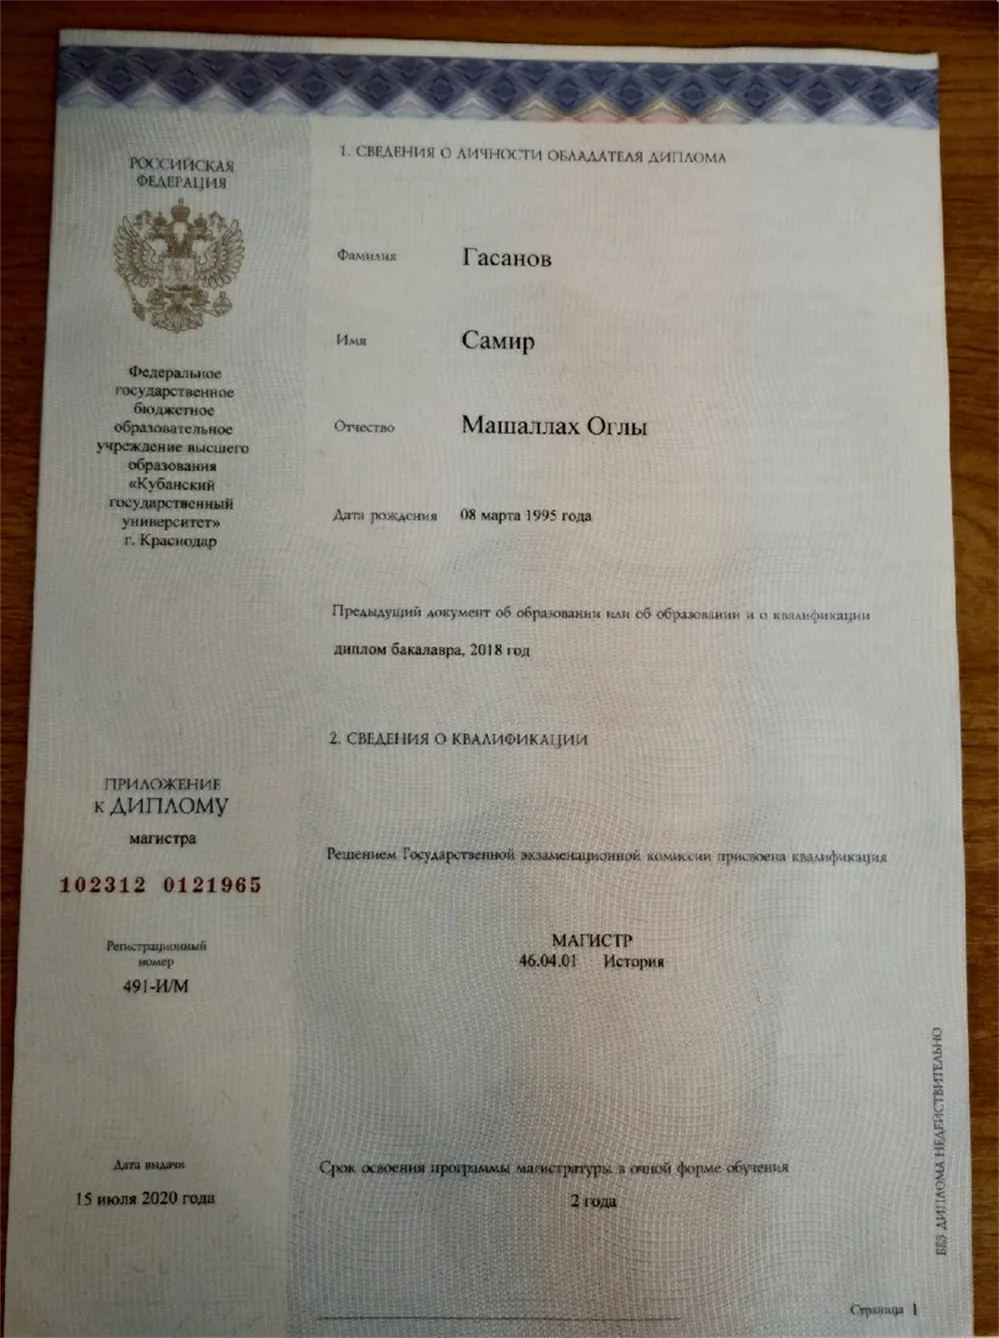 РОССИЙСКАЯ
ФЕДЕРАЦИЯ
Федеральное
государственное
бюджетное
образовательное
учреждение высшего
образования
«Кубанский
государственный
университет»
г. Краснодар
ПРИЛОЖЕНИЕ
к ДИПЛОМУ
магистра
102312 0121965
Регистрационный
номер
491-И/М
Дата выдачи
15 июля 2020 года
1. СВЕДЕНИЯ О ЛИЧНОСТИ ОБЛАДАТЕЛЯ ДИПЛОМА
Фамилия Гасанов
Имя Самир
Отчество Машаллах Оглы
Дата рождения 08 марта 1995 года
Предыдущий документ об образовании или об образовании и о квалификации
диплом бакалавра, 2018 год
2. СВЕДЕНИЯ О КВАЛИФИКАЦИИ
Решением Государственной экзаменационной комиссии присвоена квалификация
МАГИСТР
46.04.01 История
Срок освоения программы магистратуры в очной форме обучения
2 года
БЕЗ ДИПЛОМА НЕДЕЙСТВИТЕЛЬНО
Страница 1